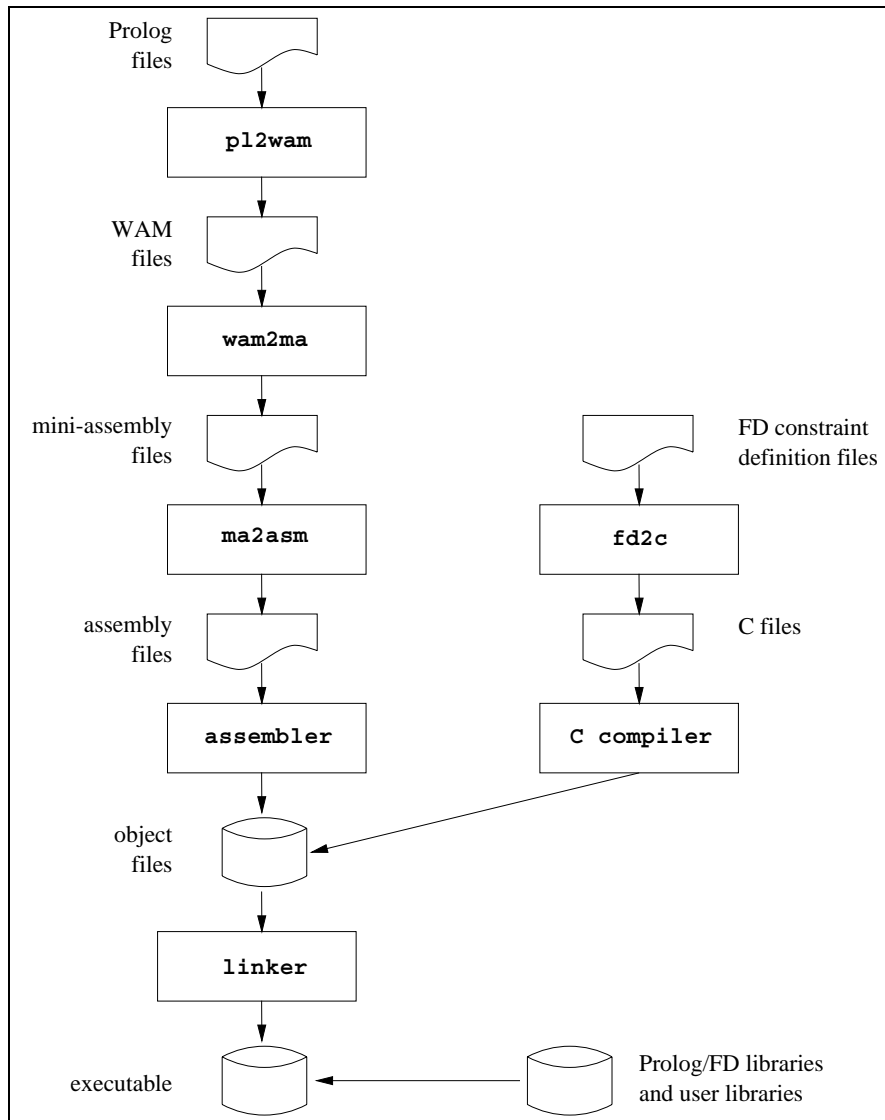 Prolog
files
pl2wam
WAM
files
wam2ma
mini-assembly
files
FD constraint
definition files
ma2asm
fd2c
assembly
files
C files
assembler
C compiler
object
files
linker
executable
Prolog/FD libraries
and user libraries